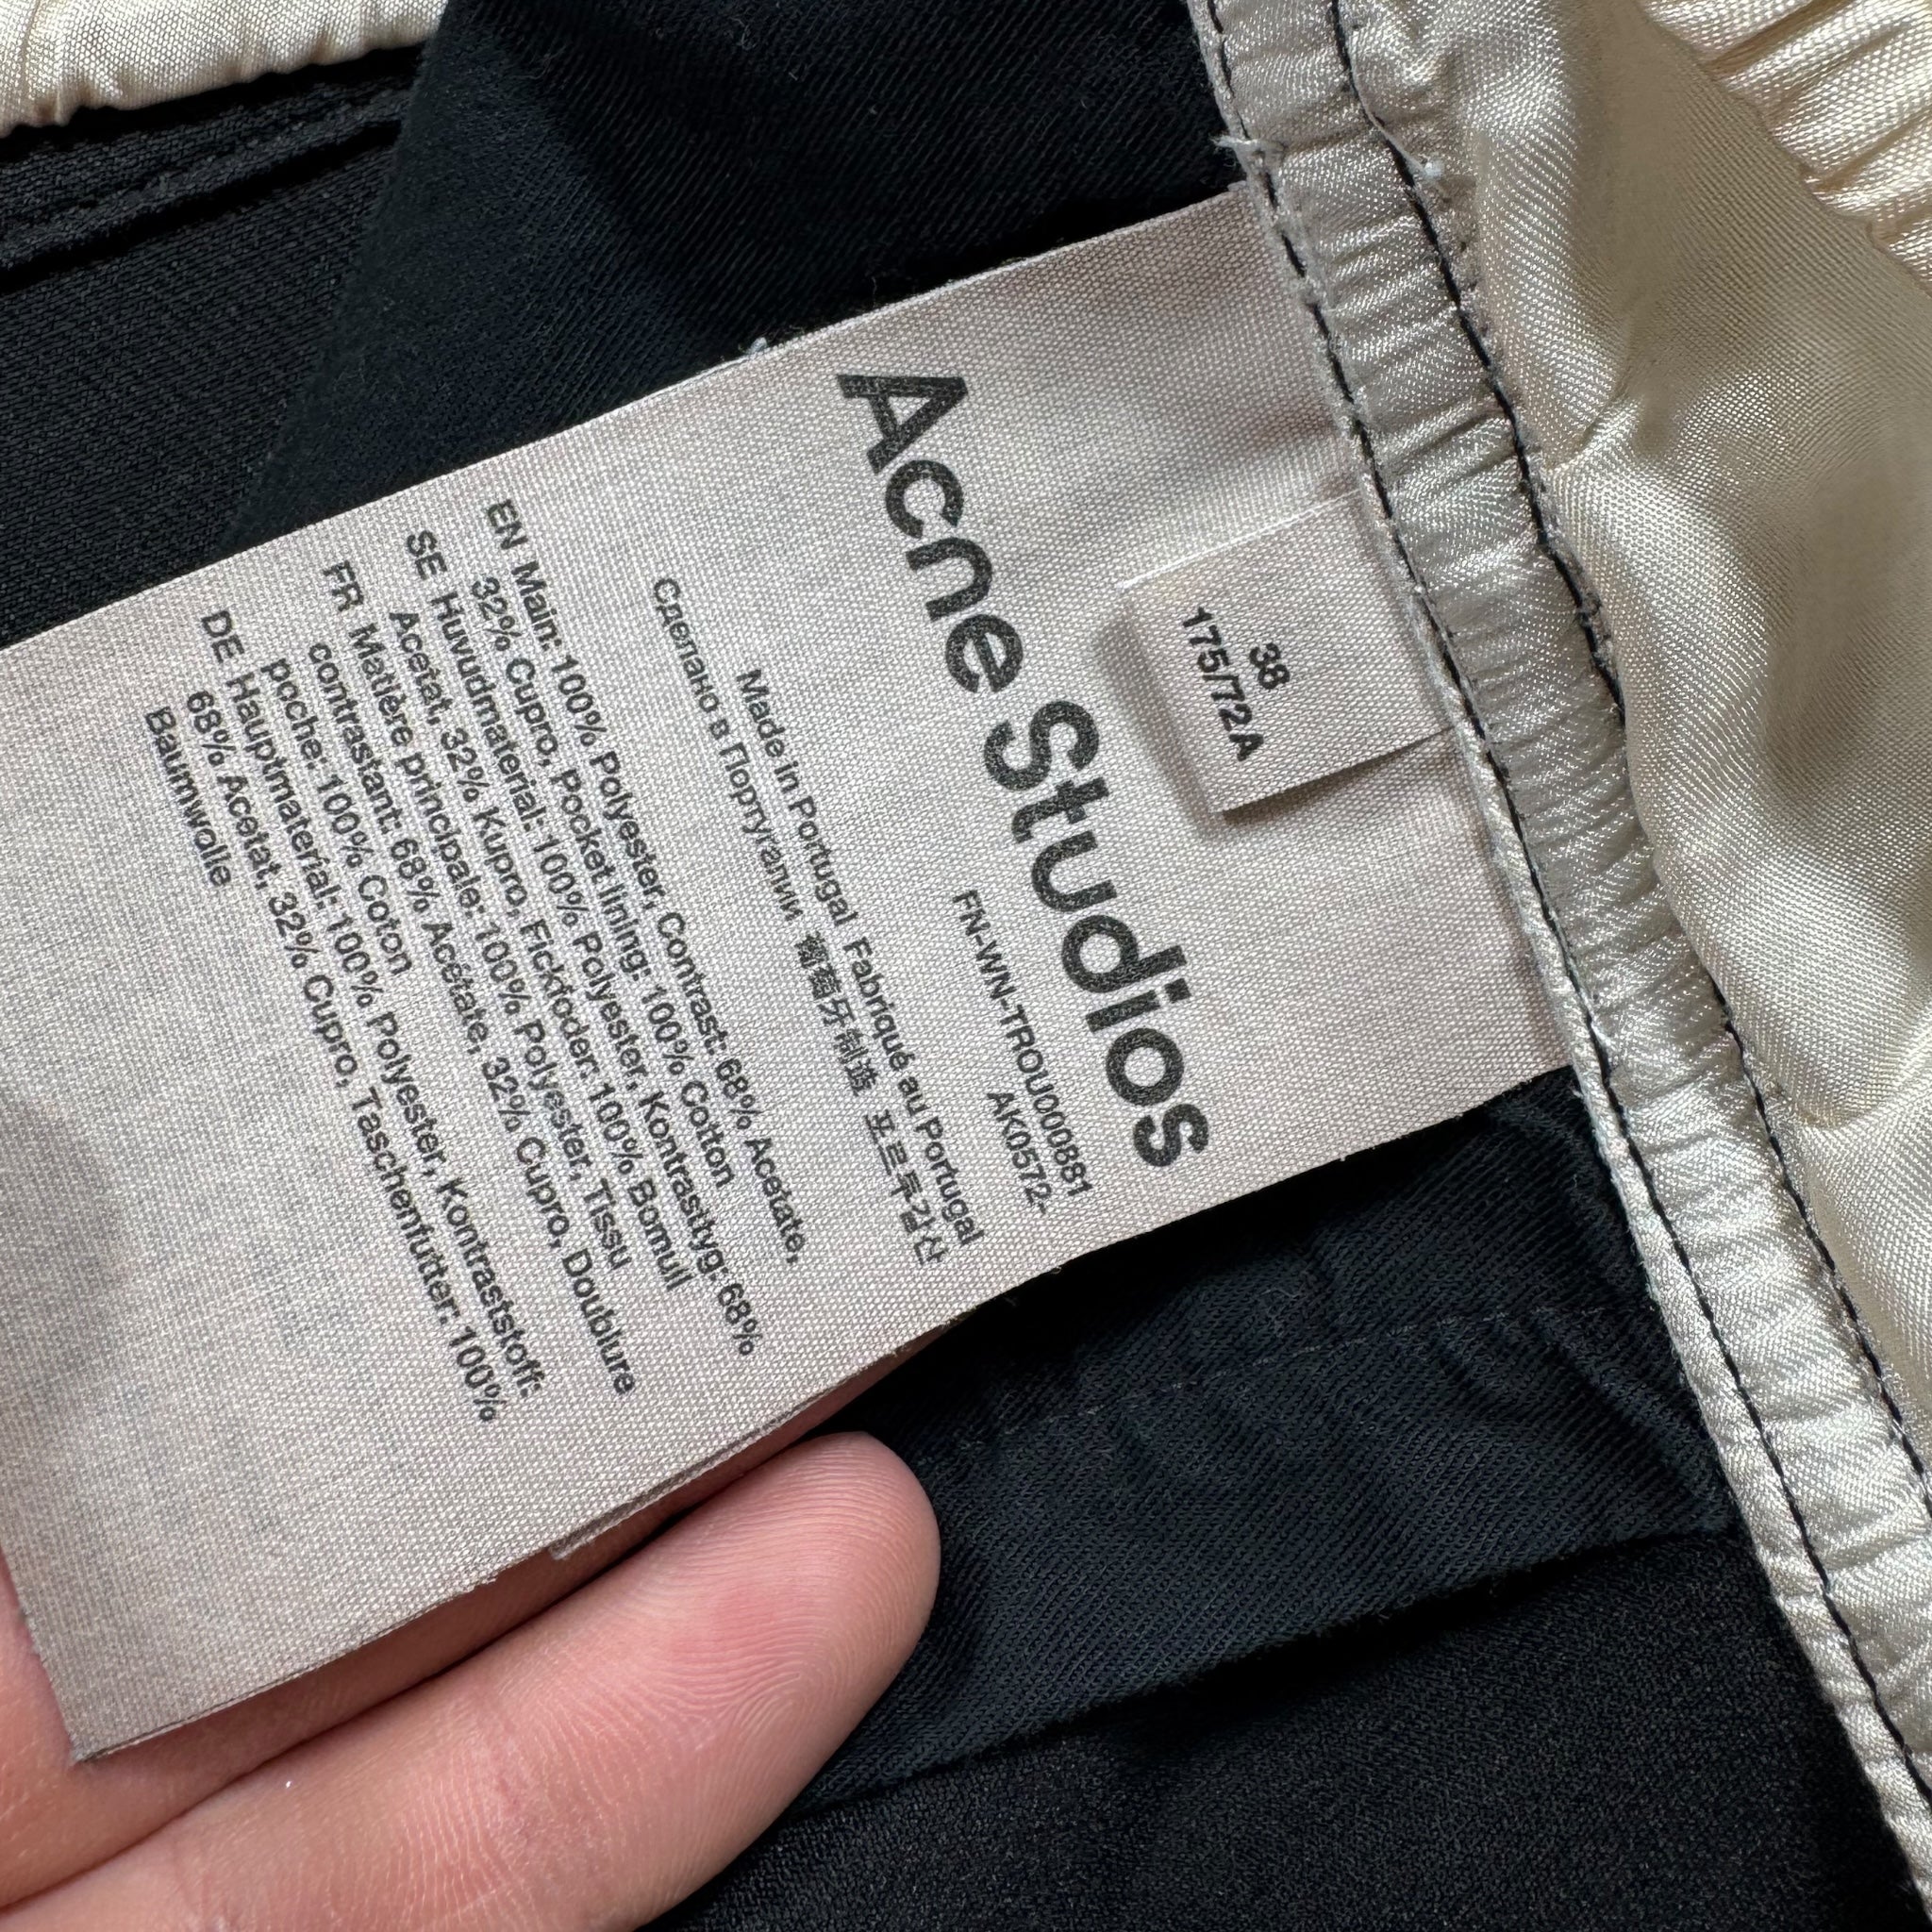 38
175/72A
Acne Studios
FN-WN-TROU000881
AK0572-
Made in Portugal Fabriqué au Portugal
Сделано в Португалии 葡萄牙制造 포르투갈산
EN Main: 100% Polyester, Contrast: 68% Acetate,
32% Cupro, Pocket lining: 100% Cotton
SE Huvudmaterial: 100% Polyester, Kontrasttyg: 68%
Acetat, 32% Kupro, Fickfoder: 100% Bomull
FR Matière principale: 100% Polyester, Tissu
contrastant: 68% Acétate, 32% Cupro, Doublure
poche: 100% Coton
DE Hauptmaterial: 100% Polyester, Kontraststoff:
68% Acetat, 32% Cupro, Taschenfutter: 100%
Baumwolle